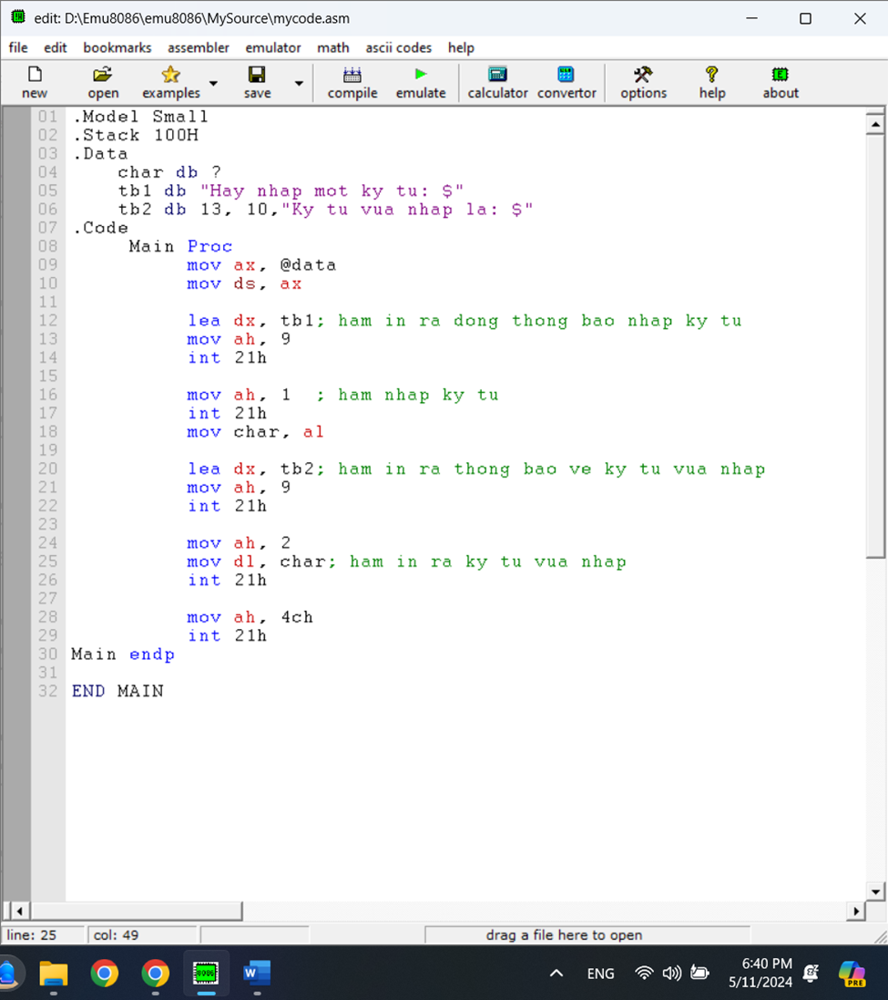 edit: D:\Emu8086\emu8086\MySource\mycode.asm
file edit bookmarks assembler emulator math ascii codes help
new open examples save compile emulate calculator convertor options help about
01 .Model Small
02 .Stack 100H
03 .Data
04     char db ?
05     tb1 db "Hay nhap mot ky tu: $"
06     tb2 db 13, 10,"Ky tu vua nhap la: $"
07 .Code
08      Main Proc
09           mov ax, @data
10           mov ds, ax
11
12           lea dx, tb1; ham in ra dong thong bao nhap ky tu
13           mov ah, 9
14           int 21h
15
16           mov ah, 1  ; ham nhap ky tu
17           int 21h
18           mov char, al
19
20           lea dx, tb2; ham in ra thong bao ve ky tu vua nhap
21           mov ah, 9
22           int 21h
23
24           mov ah, 2
25           mov dl, char; ham in ra ky tu vua nhap
26           int 21h
27
28           mov ah, 4ch
29           int 21h
30 Main endp
31
32 END MAIN
line: 25 col: 49 drag a file here to open
8086 W ENG 6:40 PM
5/11/2024
PRE